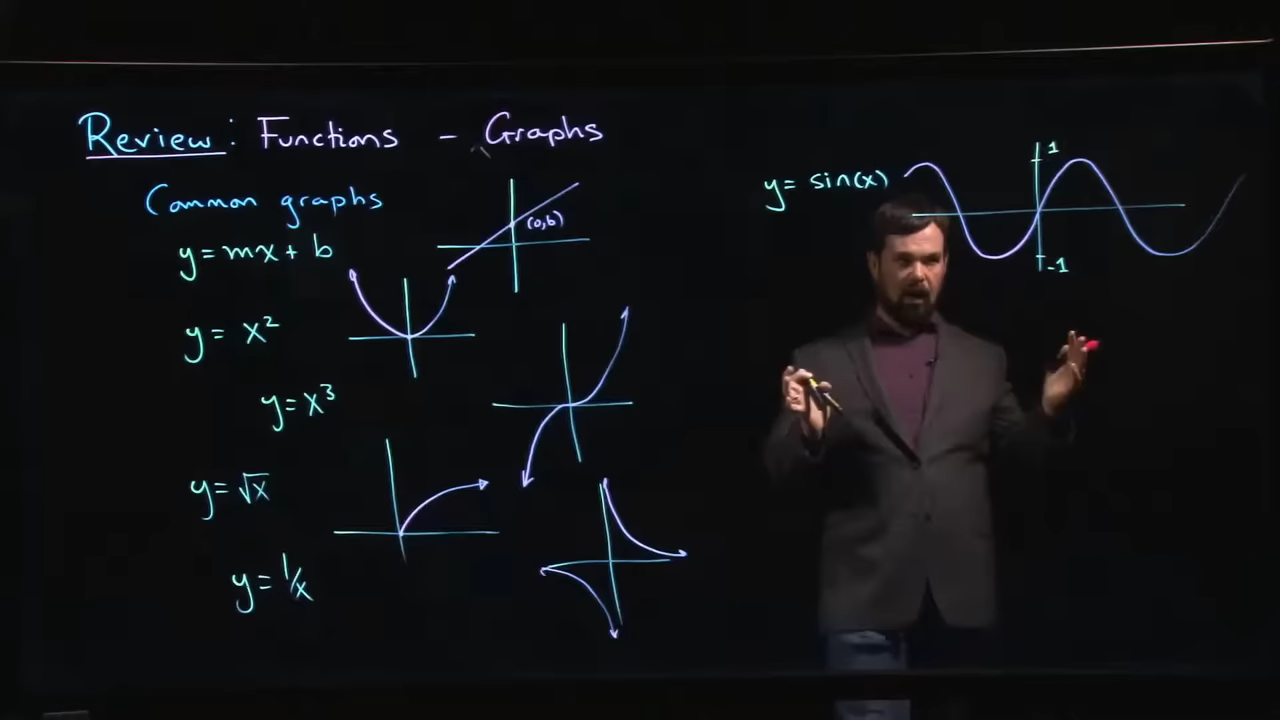 Review: Functions - Graphs
Common graphs
y = mx + b
(0,b)
y = x²
y = x³
y = √x
y = 1/x
y = sin(x)
1
-1